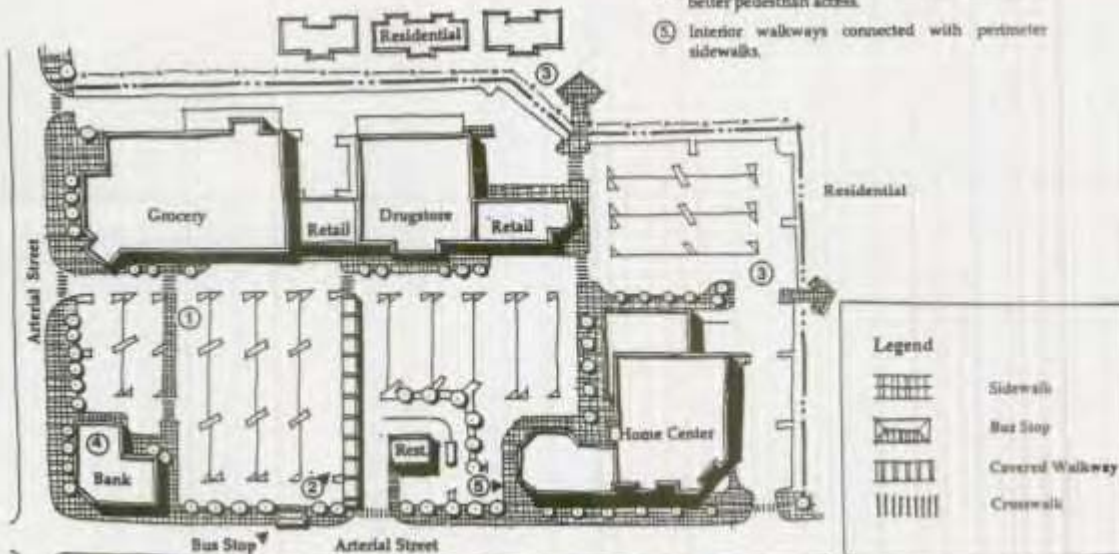 better pedestrian access.
⑤ Interior walkways connected with perimeter
sidewalks.
Residential
③
Residential
Grocery
Retail
Drugstore
Retail
③
Arterial Street
①
Legend
Sidewalk
Bus Stop
Covered Walkway
Crosswalk
④
Bank
②
Rest.
⑤
Home Center
Bus Stop
Arterial Street